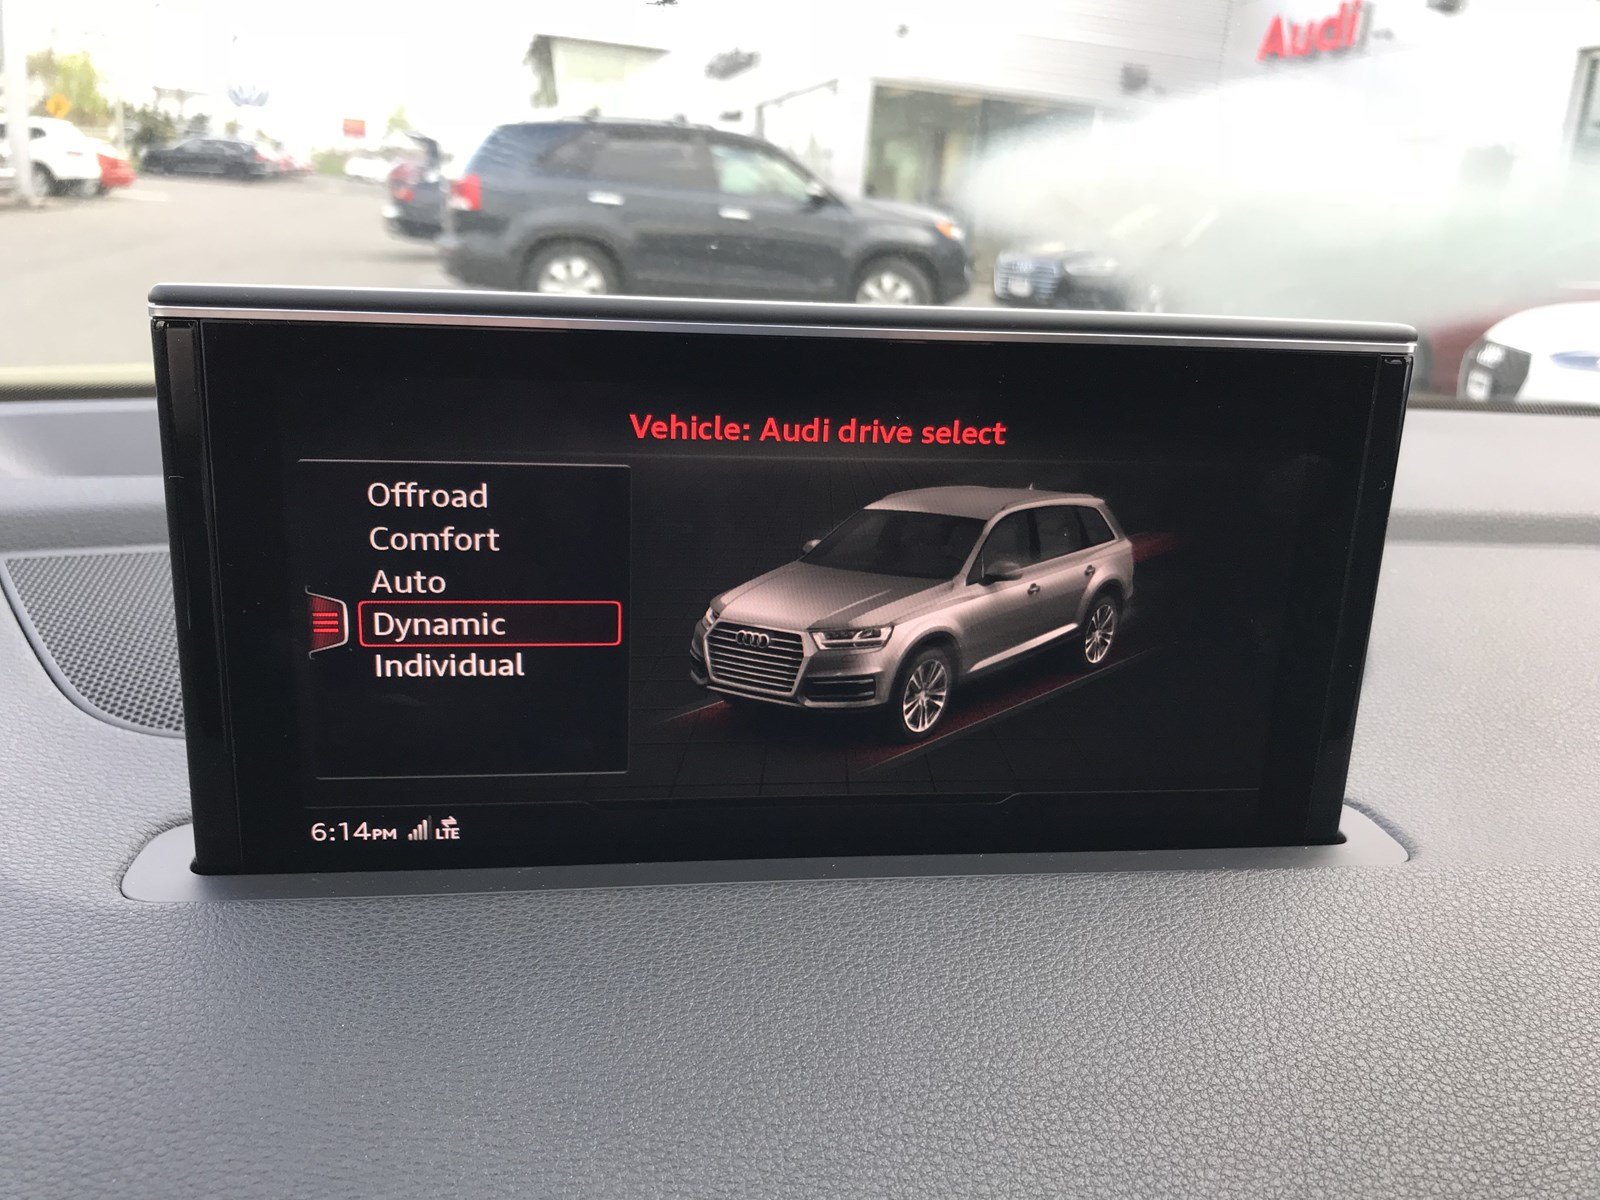 Audi
Vehicle: Audi drive select
Offroad
Comfort
Auto
Dynamic
Individual
6:14PM LTE